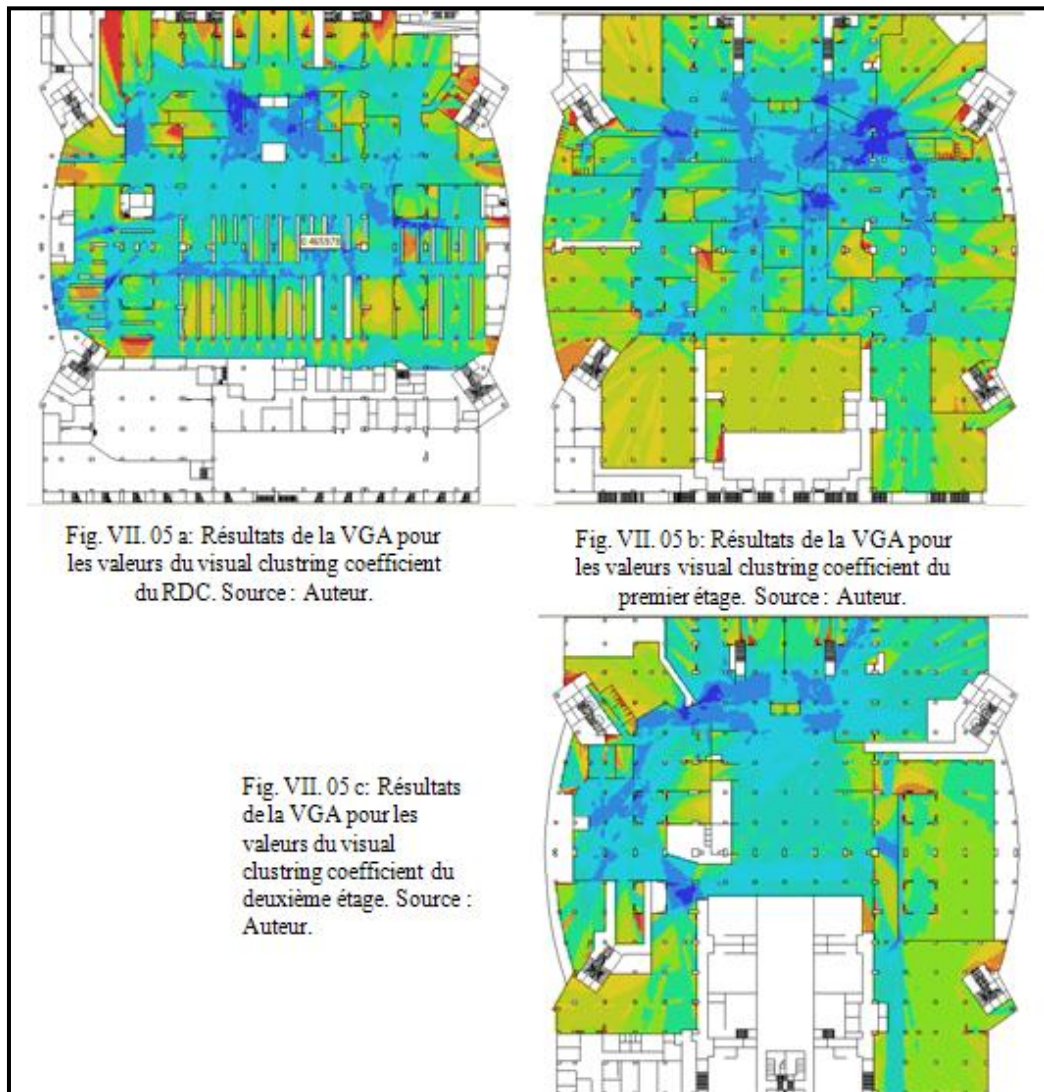 0.465978
Fig. VII. 05 a: Résultats de la VGA pour
les valeurs du visual clustring coefficient
du RDC. Source : Auteur.
Fig. VII. 05 b: Résultats de la VGA pour
les valeurs visual clustring coefficient du
premier étage. Source : Auteur.
Fig. VII. 05 c: Résultats
de la VGA pour les
valeurs du visual
clustring coefficient du
deuxième étage. Source :
Auteur.